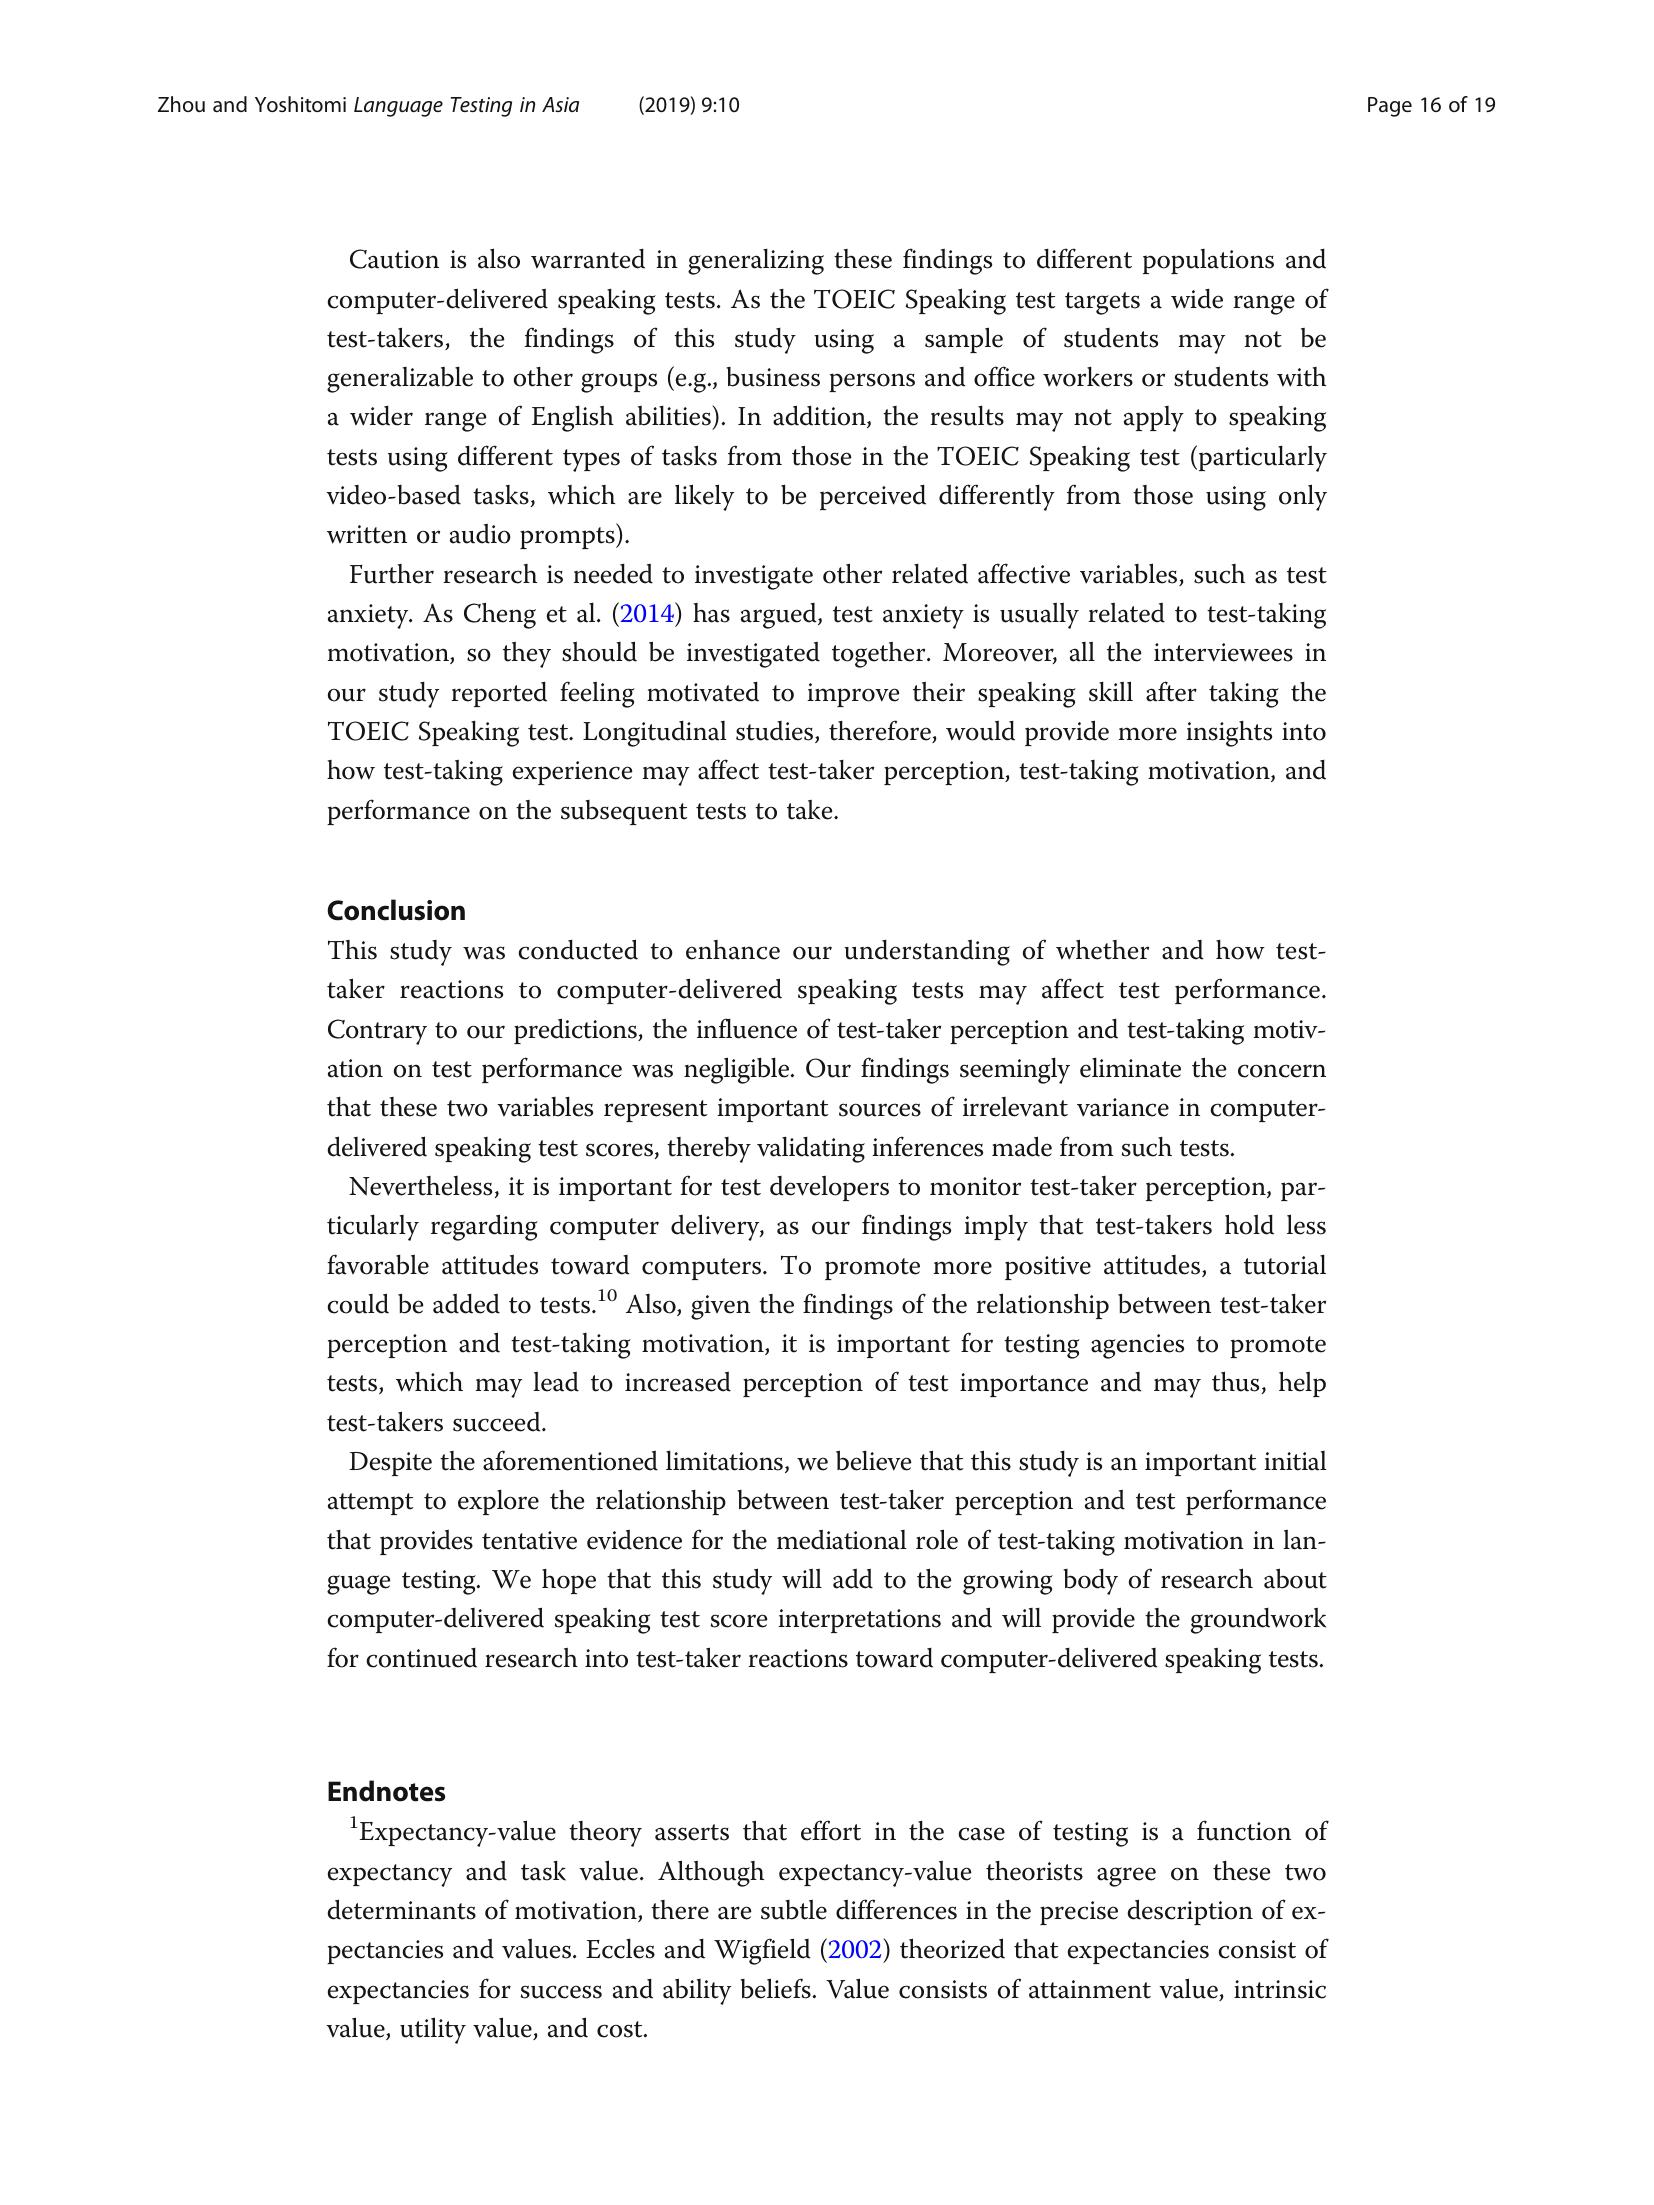 Zhou and Yoshitomi Language Testing in Asia (2019) 9:10 Page 16 of 19
Caution is also warranted in generalizing these findings to different populations and
computer-delivered speaking tests. As the TOEIC Speaking test targets a wide range of
test-takers, the findings of this study using a sample of students may not be
generalizable to other groups (e.g., business persons and office workers or students with
a wider range of English abilities). In addition, the results may not apply to speaking
tests using different types of tasks from those in the TOEIC Speaking test (particularly
video-based tasks, which are likely to be perceived differently from those using only
written or audio prompts).
Further research is needed to investigate other related affective variables, such as test
anxiety. As Cheng et al. (2014) has argued, test anxiety is usually related to test-taking
motivation, so they should be investigated together. Moreover, all the interviewees in
our study reported feeling motivated to improve their speaking skill after taking the
TOEIC Speaking test. Longitudinal studies, therefore, would provide more insights into
how test-taking experience may affect test-taker perception, test-taking motivation, and
performance on the subsequent tests to take.
Conclusion
This study was conducted to enhance our understanding of whether and how test-
taker reactions to computer-delivered speaking tests may affect test performance.
Contrary to our predictions, the influence of test-taker perception and test-taking motiv-
ation on test performance was negligible. Our findings seemingly eliminate the concern
that these two variables represent important sources of irrelevant variance in computer-
delivered speaking test scores, thereby validating inferences made from such tests.
Nevertheless, it is important for test developers to monitor test-taker perception, par-
ticularly regarding computer delivery, as our findings imply that test-takers hold less
favorable attitudes toward computers. To promote more positive attitudes, a tutorial
could be added to tests.10 Also, given the findings of the relationship between test-taker
perception and test-taking motivation, it is important for testing agencies to promote
tests, which may lead to increased perception of test importance and may thus, help
test-takers succeed.
Despite the aforementioned limitations, we believe that this study is an important initial
attempt to explore the relationship between test-taker perception and test performance
that provides tentative evidence for the mediational role of test-taking motivation in lan-
guage testing. We hope that this study will add to the growing body of research about
computer-delivered speaking test score interpretations and will provide the groundwork
for continued research into test-taker reactions toward computer-delivered speaking tests.
Endnotes
1Expectancy-value theory asserts that effort in the case of testing is a function of
expectancy and task value. Although expectancy-value theorists agree on these two
determinants of motivation, there are subtle differences in the precise description of ex-
pectancies and values. Eccles and Wigfield (2002) theorized that expectancies consist of
expectancies for success and ability beliefs. Value consists of attainment value, intrinsic
value, utility value, and cost.